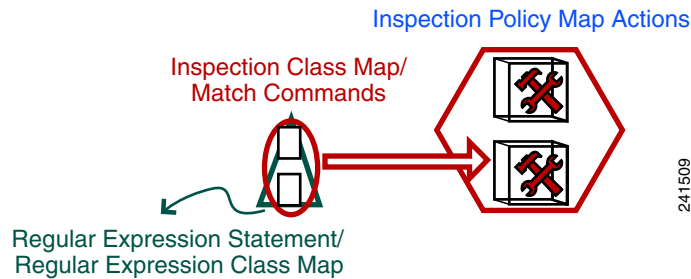 Inspection Policy Map Actions
Inspection Class Map/
Match Commands
241509
Regular Expression Statement/
Regular Expression Class Map